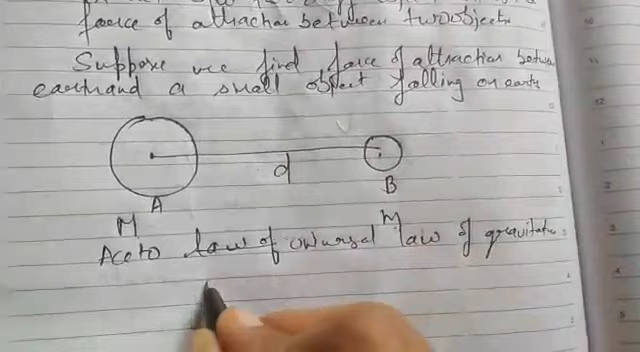 force of attraction between two objects
Suppose we find force of attraction betwe
earth and a small object falling on earth
d
A
B
M
M
Acc to law of universal law of gravitation